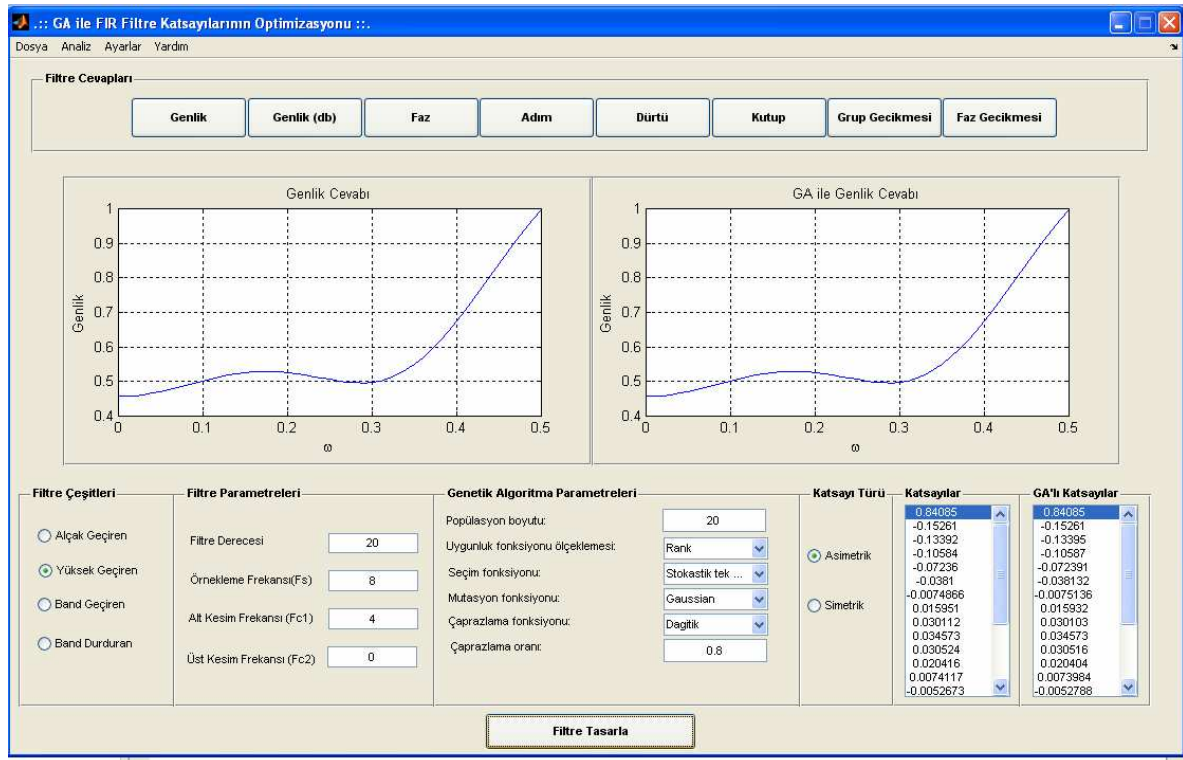 .:: GA ile FIR Filtre Katsayılarının Optimizasyonu ::.
Dosya Analiz Ayarlar Yardım
Filtre Cevapları
Genlik Genlik (db) Faz Adım Dürtü Kutup Grup Gecikmesi Faz Gecikmesi
Genlik Cevabı
1
0.9
0.8
0.7
0.6
0.5
0.4
Genlik
0 0.1 0.2 0.3 0.4 0.5
ω
GA ile Genlik Cevabı
1
0.9
0.8
0.7
0.6
0.5
0.4
Genlik
0 0.1 0.2 0.3 0.4 0.5
ω
Filtre Çeşitleri
Alçak Geçiren
Yüksek Geçiren
Band Geçiren
Band Durduran
Filtre Parametreleri
Filtre Derecesi 20
Örnekleme Frekansı(Fs) 8
Alt Kesim Frekansı (Fc1) 4
Üst Kesim Frekansı (Fc2) 0
Genetik Algoritma Parametreleri
Popülasyon boyutu: 20
Uygunluk fonksiyonu ölçeklemesi: Rank
Seçim fonksiyonu: Stokastik tek ...
Mutasyon fonksiyonu: Gaussian
Çaprazlama fonksiyonu: Dagitik
Çaprazlama oranı: 0.8
Katsayı Türü
Asimetrik
Simetrik
Katsayılar
0.84085
-0.15261
-0.13392
-0.10584
-0.07236
-0.0381
-0.0074866
0.015951
0.030112
0.034573
0.030524
0.020416
0.0074117
-0.0052673
GA'lı Katsayılar
0.84085
-0.15261
-0.13395
-0.10587
-0.072391
-0.038132
-0.0075136
0.015932
0.030103
0.034573
0.030516
0.020404
0.0073984
-0.0052788
Filtre Tasarla